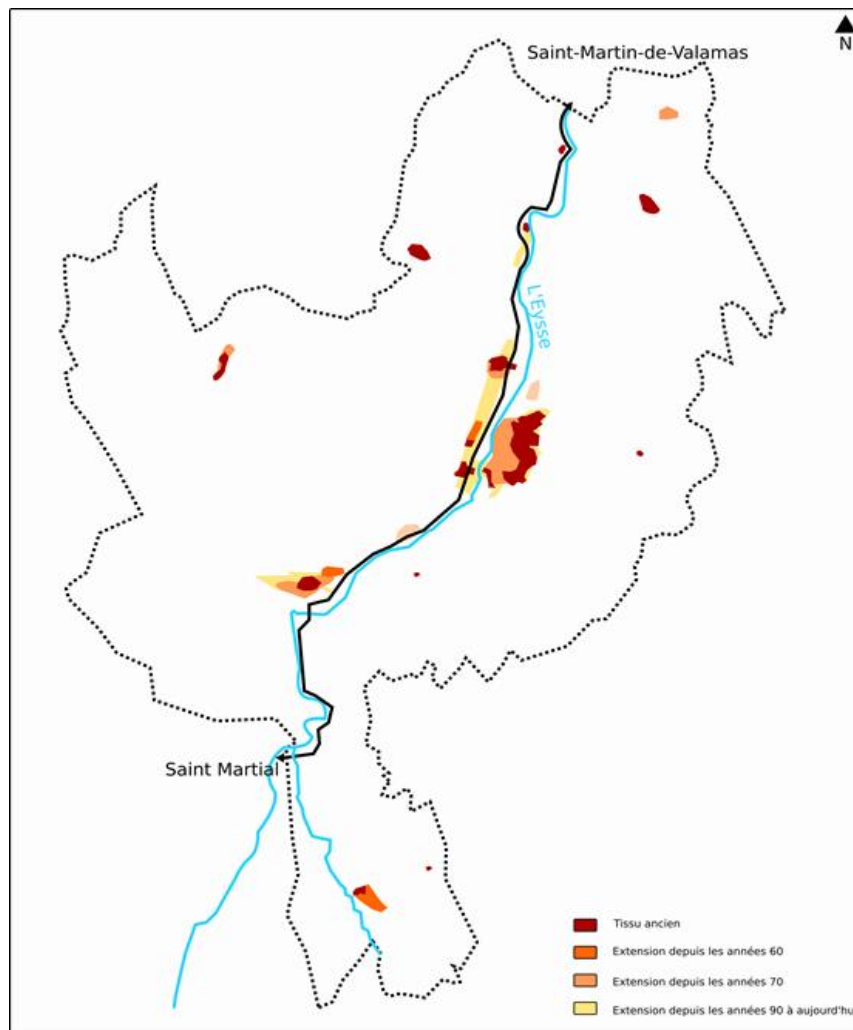 N
Saint-Martin-de-Valamas
L'Eysse
Saint Martial
Tissu ancien
Extension depuis les années 60
Extension depuis les années 70
Extension depuis les années 90 à aujourd'hu